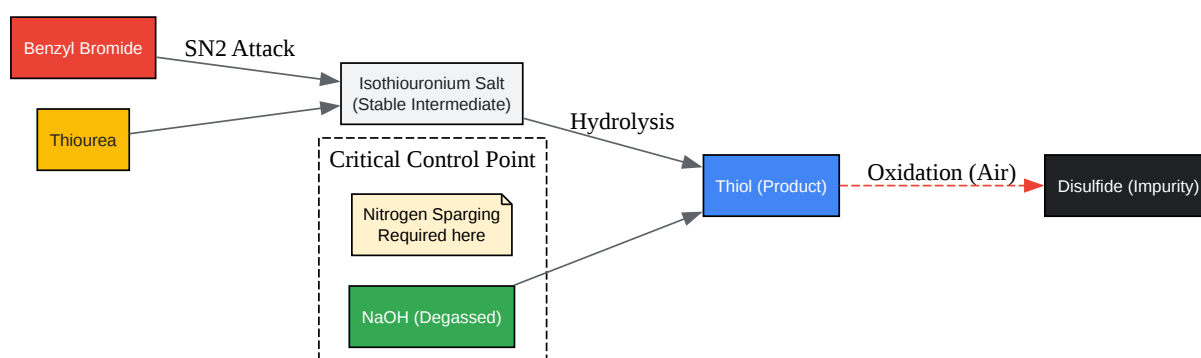 Benzyl Bromide
SN2 Attack
Thiourea
Isothiouronium Salt
(Stable Intermediate)
Hydrolysis
Critical Control Point
Nitrogen Sparging
Required here
NaOH (Degassed)
Thiol (Product)
Oxidation (Air)
Disulfide (Impurity)